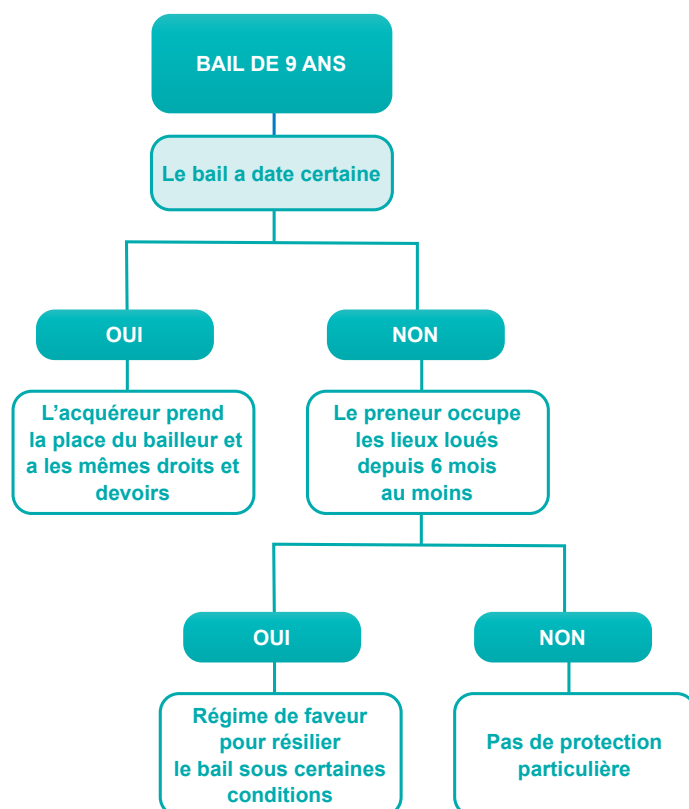 BAIL DE 9 ANS
Le bail a date certaine
OUI
NON
L'acquéreur prend
la place du bailleur et
a les mêmes droits et
devoirs
Le preneur occupe
les lieux loués
depuis 6 mois
au moins
OUI
NON
Régime de faveur
pour résilier
le bail sous certaines
conditions
Pas de protection
particulière